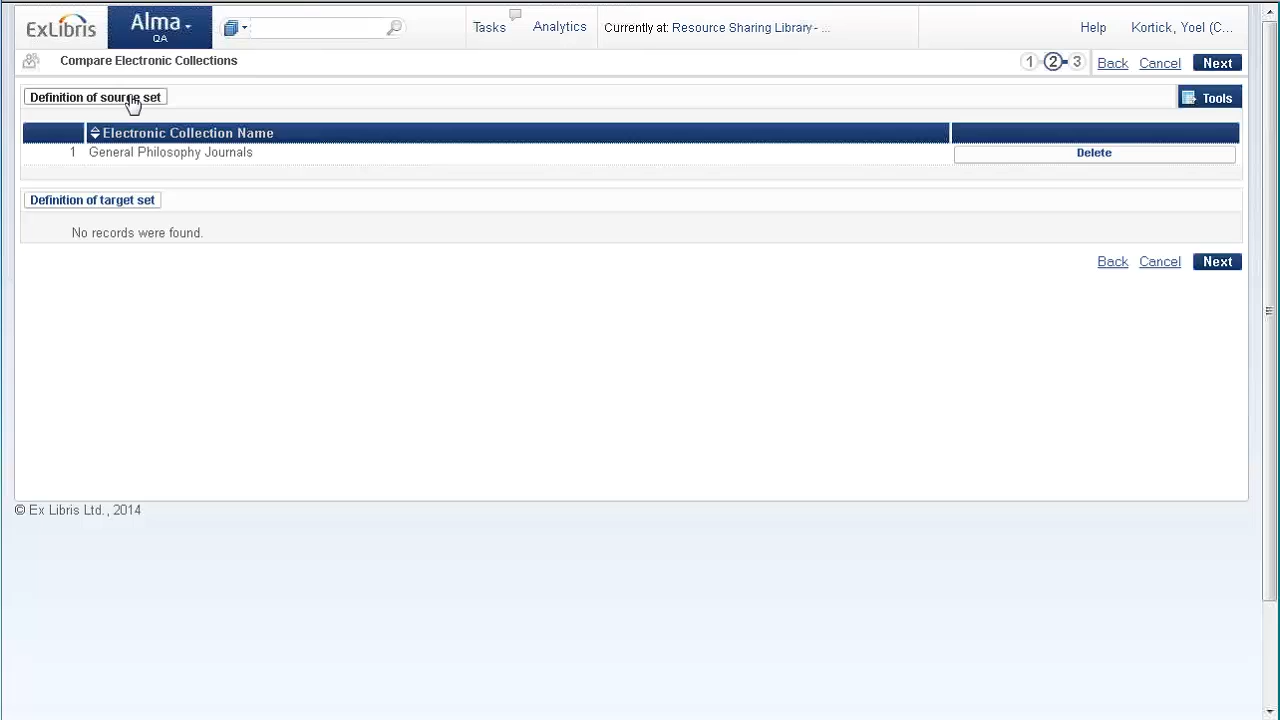 ExLibris
Alma
QA
Tasks
Analytics
Currently at: Resource Sharing Library - ...
Help
Kortick, Yoel (C...
Compare Electronic Collections
1 2 3
Back
Cancel
Next
Definition of source set
Tools
Electronic Collection Name
1 General Philosophy Journals
Delete
Definition of target set
No records were found.
Back
Cancel
Next
© Ex Libris Ltd., 2014